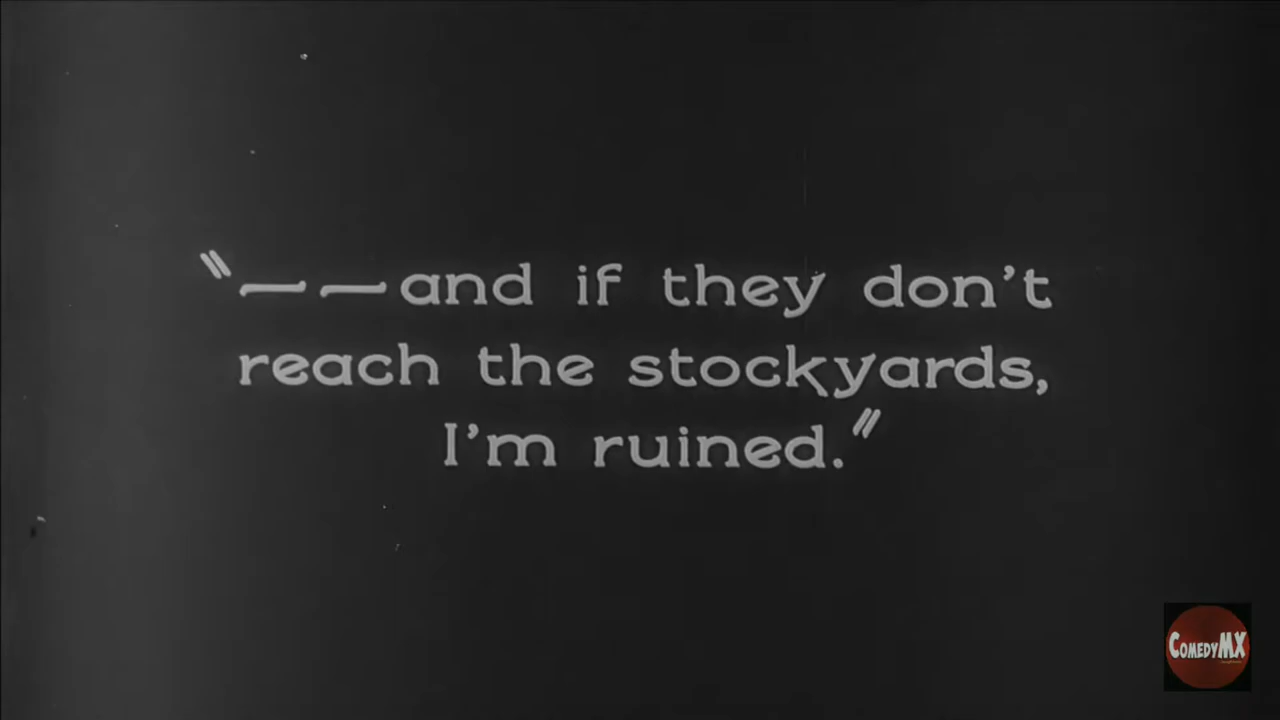 "——and if they don't
reach the stockyards,
I'm ruined."
COMEDYMX